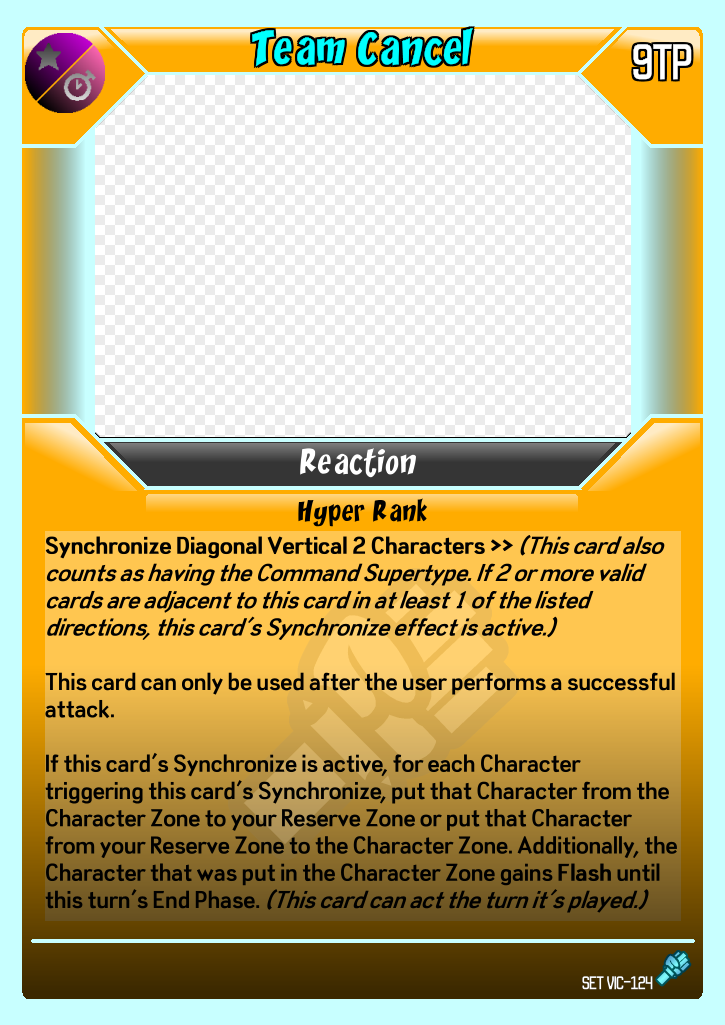 Team Cancel
9TP
Reaction
Hyper Rank
Synchronize Diagonal Vertical 2 Characters >> (This card also
counts as having the Command Supertype. If 2 or more valid
cards are adjacent to this card in at least 1 of the listed
directions, this card's Synchronize effect is active.)
This card can only be used after the user performs a successful
attack.
If this card's Synchronize is active, for each Character
triggering this card's Synchronize, put that Character from the
Character Zone to your Reserve Zone or put that Character
from your Reserve Zone to the Character Zone. Additionally, the
Character that was put in the Character Zone gains Flash until
this turn's End Phase. (This card can act the turn it's played.)
SET VIC-124